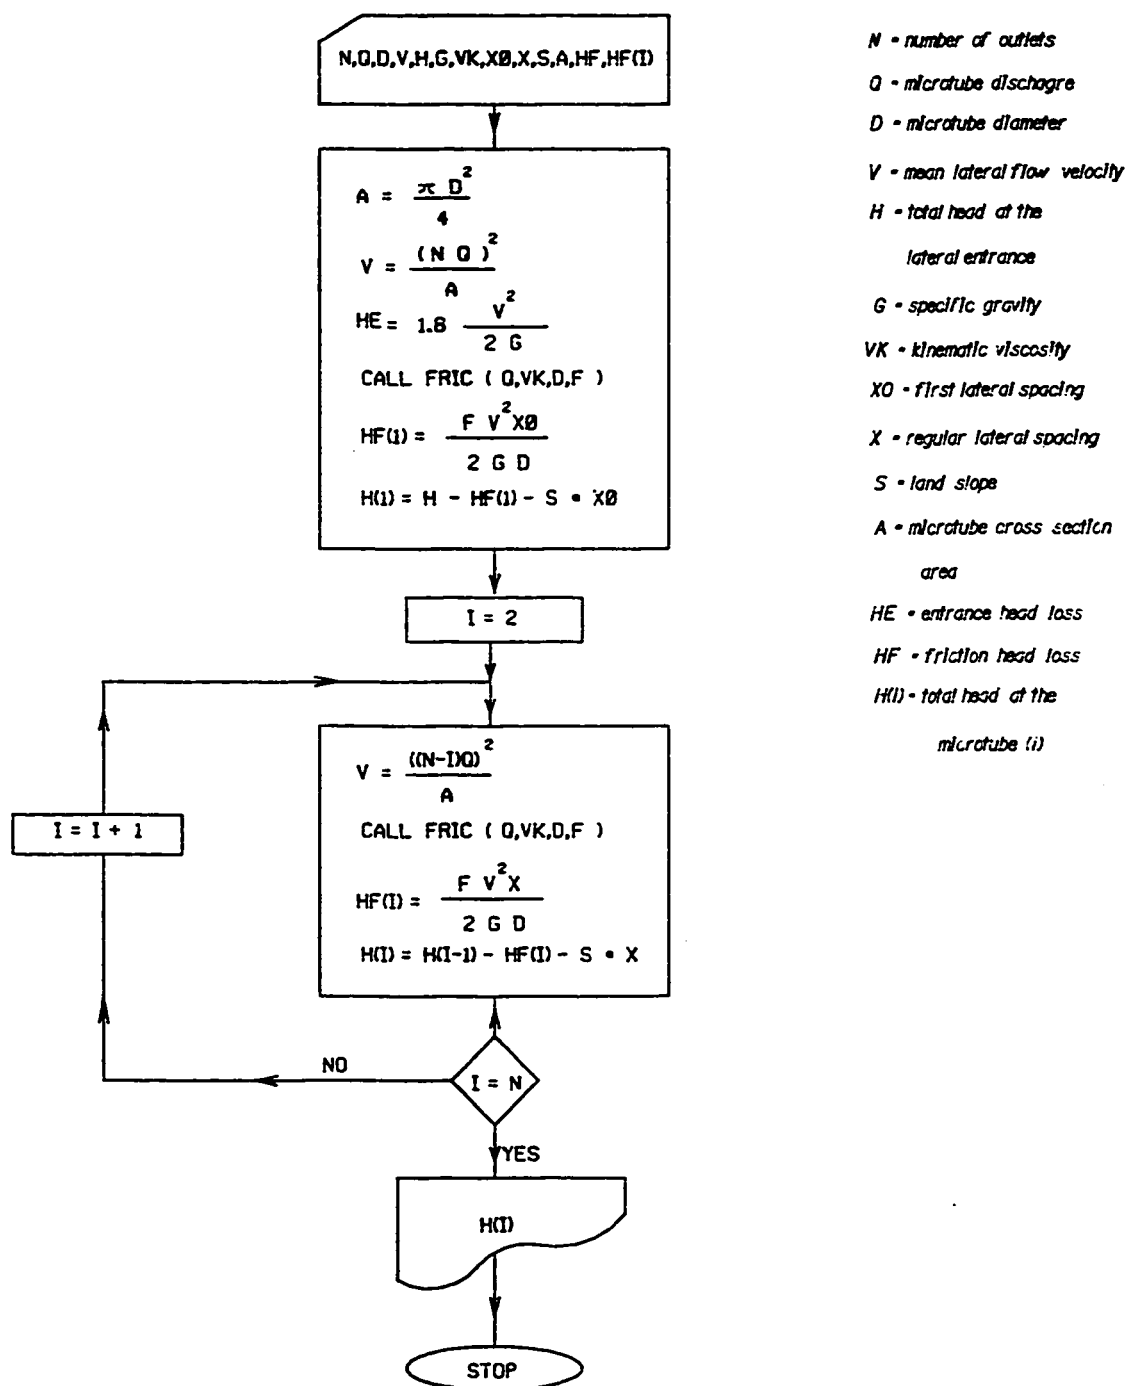 N,Q,D,V,H,G,VK,XØ,X,S,A,HF,HF(I)
A = π D² / 4
V = ( N Q )² / A
HE = 1.8 V² / 2 G
CALL FRIC ( Q,VK,D,F )
HF(1) = F V² XØ / 2 G D
H(1) = H - HF(1) - S * XØ
I = 2
V = ((N-I)Q)² / A
CALL FRIC ( Q,VK,D,F )
HF(I) = F V² X / 2 G D
H(I) = H(I-1) - HF(I) - S * X
I = I + 1
NO
I = N
YES
H(I)
STOP
N - number of outlets
Q - microtube dischagre
D - microtube diameter
V - mean lateral flow velocity
H - total head at the
lateral entrance
G - specific gravity
VK - kinematic viscosity
XO - first lateral spacing
X - regular lateral spacing
S - land slope
A - microtube cross section
area
HE - entrance head loss
HF - friction head loss
H(I) - total head at the
microtube (i)